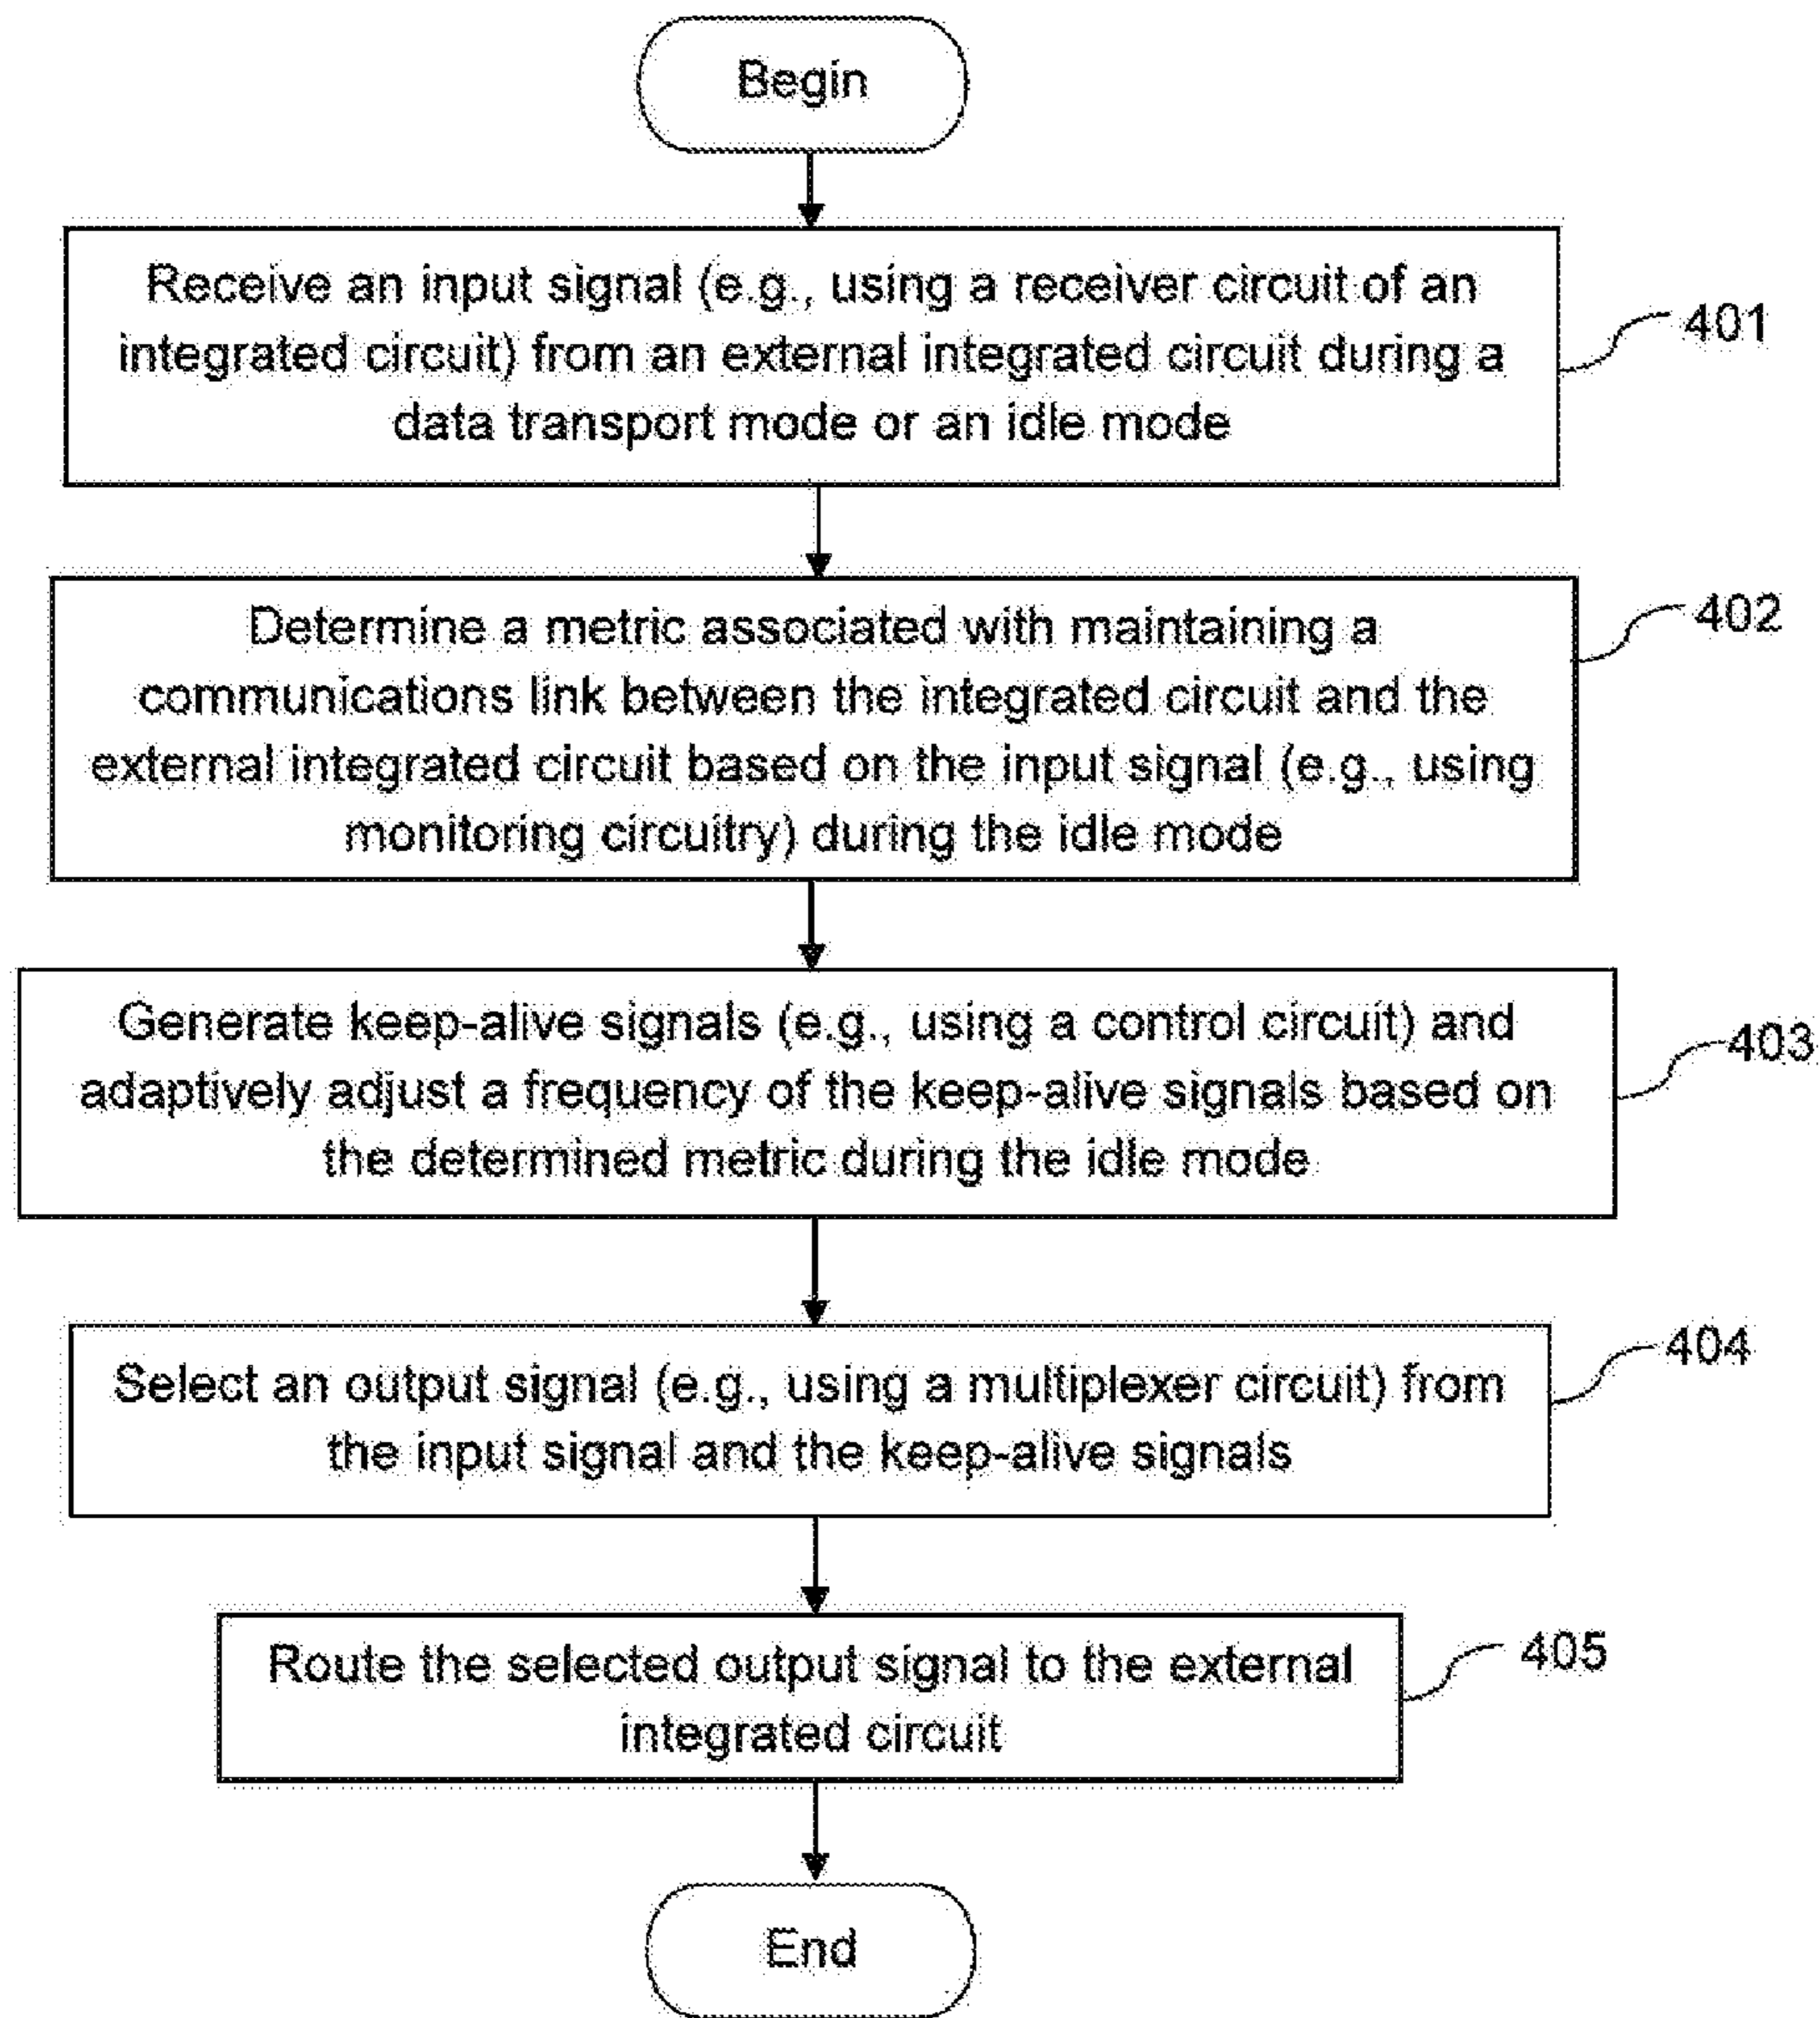 Begin
Receive an input signal (e.g., using a receiver circuit of an
integrated circuit) from an external integrated circuit during a
data transport mode or an idle mode
401
Determine a metric associated with maintaining a
communications link between the integrated circuit and the
external integrated circuit based on the input signal (e.g., using
monitoring circuitry) during the idle mode
402
Generate keep-alive signals (e.g., using a control circuit) and
adaptively adjust a frequency of the keep-alive signals based on
the determined metric during the idle mode
403
Select an output signal (e.g., using a multiplexer circuit) from
the input signal and the keep-alive signals
404
Route the selected output signal to the external
integrated circuit
405
End